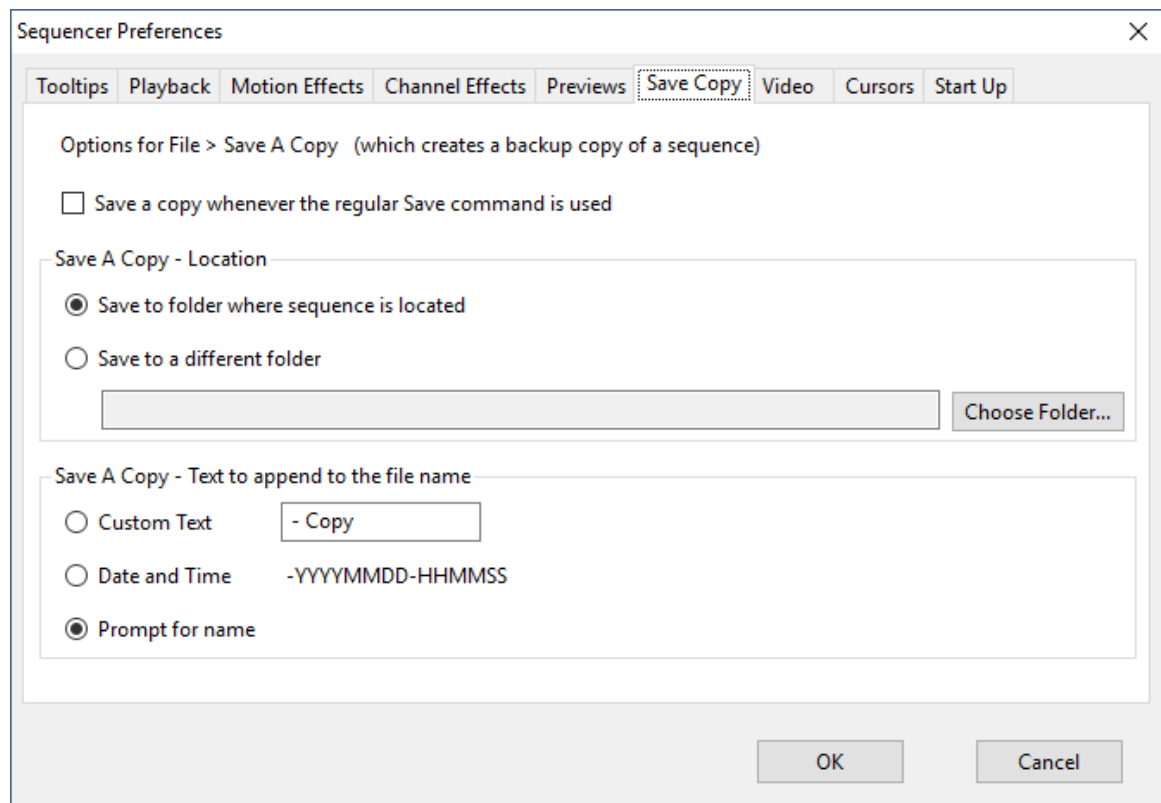 Sequencer Preferences
Tooltips Playback Motion Effects Channel Effects Previews Save Copy Video Cursors Start Up
Options for File > Save A Copy (which creates a backup copy of a sequence)
Save a copy whenever the regular Save command is used
Save A Copy - Location
Save to folder where sequence is located
Save to a different folder
Choose Folder...
Save A Copy - Text to append to the file name
Custom Text - Copy
Date and Time -YYYYMMDD-HHMMSS
Prompt for name
OK Cancel